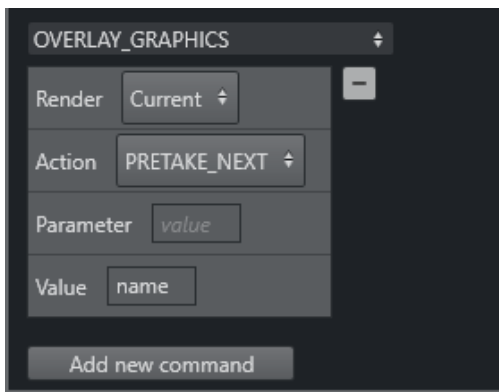 OVERLAY_GRAPHICS
Render Current
Action PRETAKE_NEXT
Parameter value
Value name
Add new command